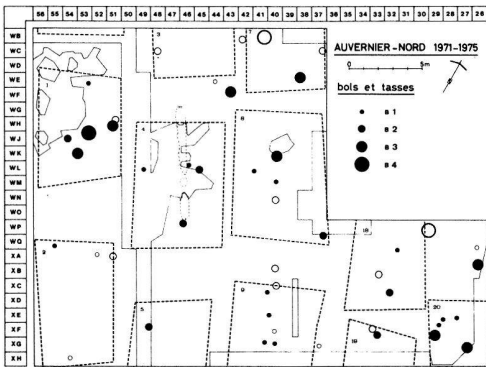 56 55 54 53 52 51 50 49 48 47 46 45 44 43 42 41 40 39 38 37 36 35 34 33 32 31 30 29 28 27 26
WB
WC
WD
WE
WF
WG
WH
WJ
WK
WL
WM
WN
WO
WP
WQ
XA
XB
XC
XD
XE
XF
XG
XH
AUVERNIER-NORD 1971-1975
0 5m
bols et tasses
B 1
B 2
B 3
B 4
3
7
1
4
8
18
2
5
9
19
20